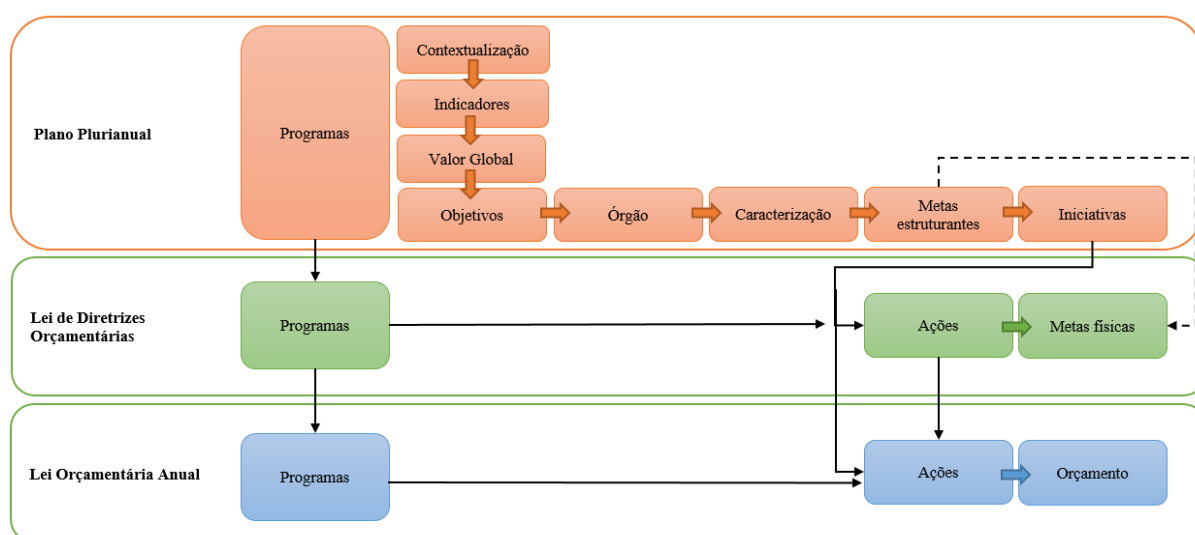 Contextualização
Indicadores
Plano Plurianual
Programas
Valor Global
Objetivos
Órgão
Caracterização
Metas
estruturantes
Iniciativas
Lei de Diretrizes
Orçamentárias
Programas
Ações
Metas físicas
Lei Orçamentária Anual
Programas
Ações
Orçamento